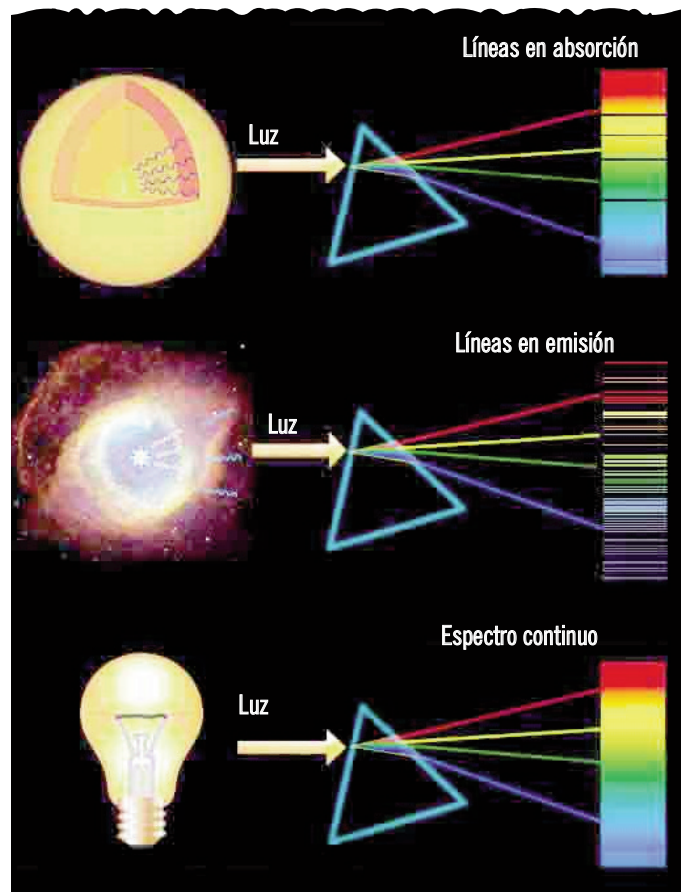 Líneas en absorción
Luz
Líneas en emisión
Luz
Espectro continuo
Luz